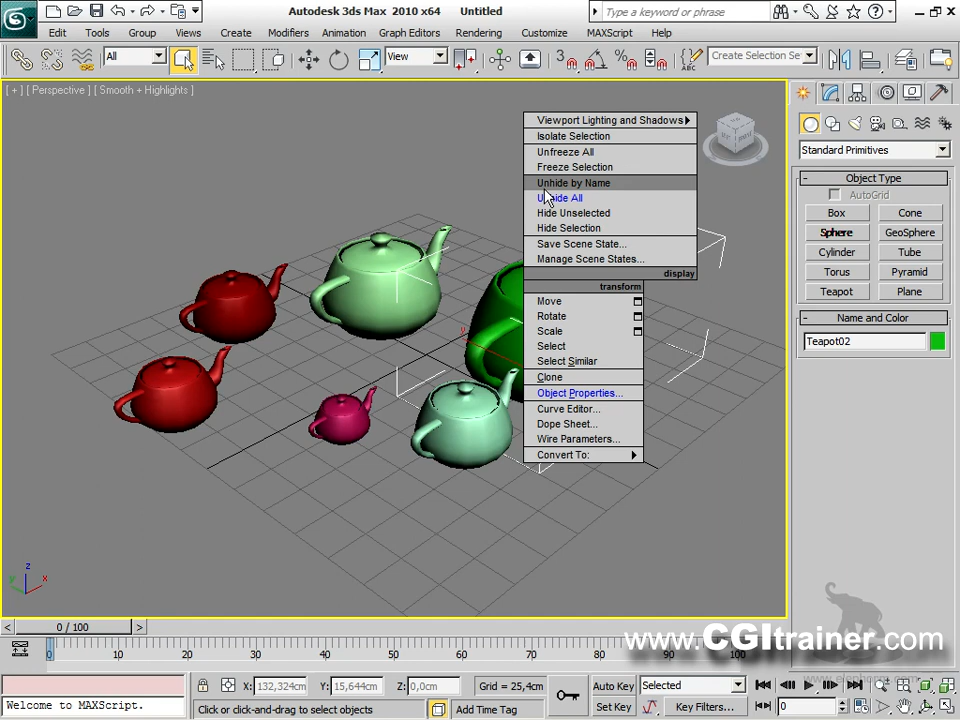 Autodesk 3ds Max 2010 x64 Untitled
Type a keyword or phrase
Edit Tools Group Views Create Modifiers Animation Graph Editors Rendering Customize MAXScript Help
All View Create Selection Se
[ + ] [ Perspective ] [ Smooth + Highlights ]
Viewport Lighting and Shadows
Isolate Selection
Unfreeze All
Freeze Selection
Unhide by Name
Unhide All
Hide Unselected
Hide Selection
Save Scene State...
Manage Scene States...
display
transform
Move
Rotate
Scale
Select
Select Similar
Clone
Object Properties...
Curve Editor...
Dope Sheet...
Wire Parameters...
Convert To:
Standard Primitives
- Object Type
AutoGrid
Box Cone
Sphere GeoSphere
Cylinder Tube
Torus Pyramid
Teapot Plane
- Name and Color
Teapot02
z
x
y
< 0 / 100 >
0 10 20 30 40 50 60 70 80 90 100
www.CGItrainer.com
X: 132,324cm Y: 15,644cm Z: 0,0cm Grid = 25,4cm
Auto Key Selected
Set Key Key Filters... 0
Welcome to MAXScript.
Click or click-and-drag to select objects Add Time Tag